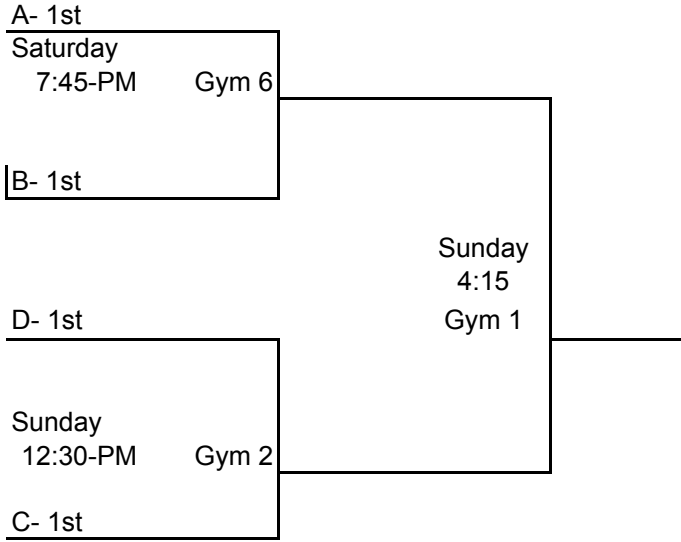 A- 1st
Saturday
7:45-PM Gym 6
B- 1st
Sunday
4:15
Gym 1
D- 1st
Sunday
12:30-PM Gym 2
C- 1st